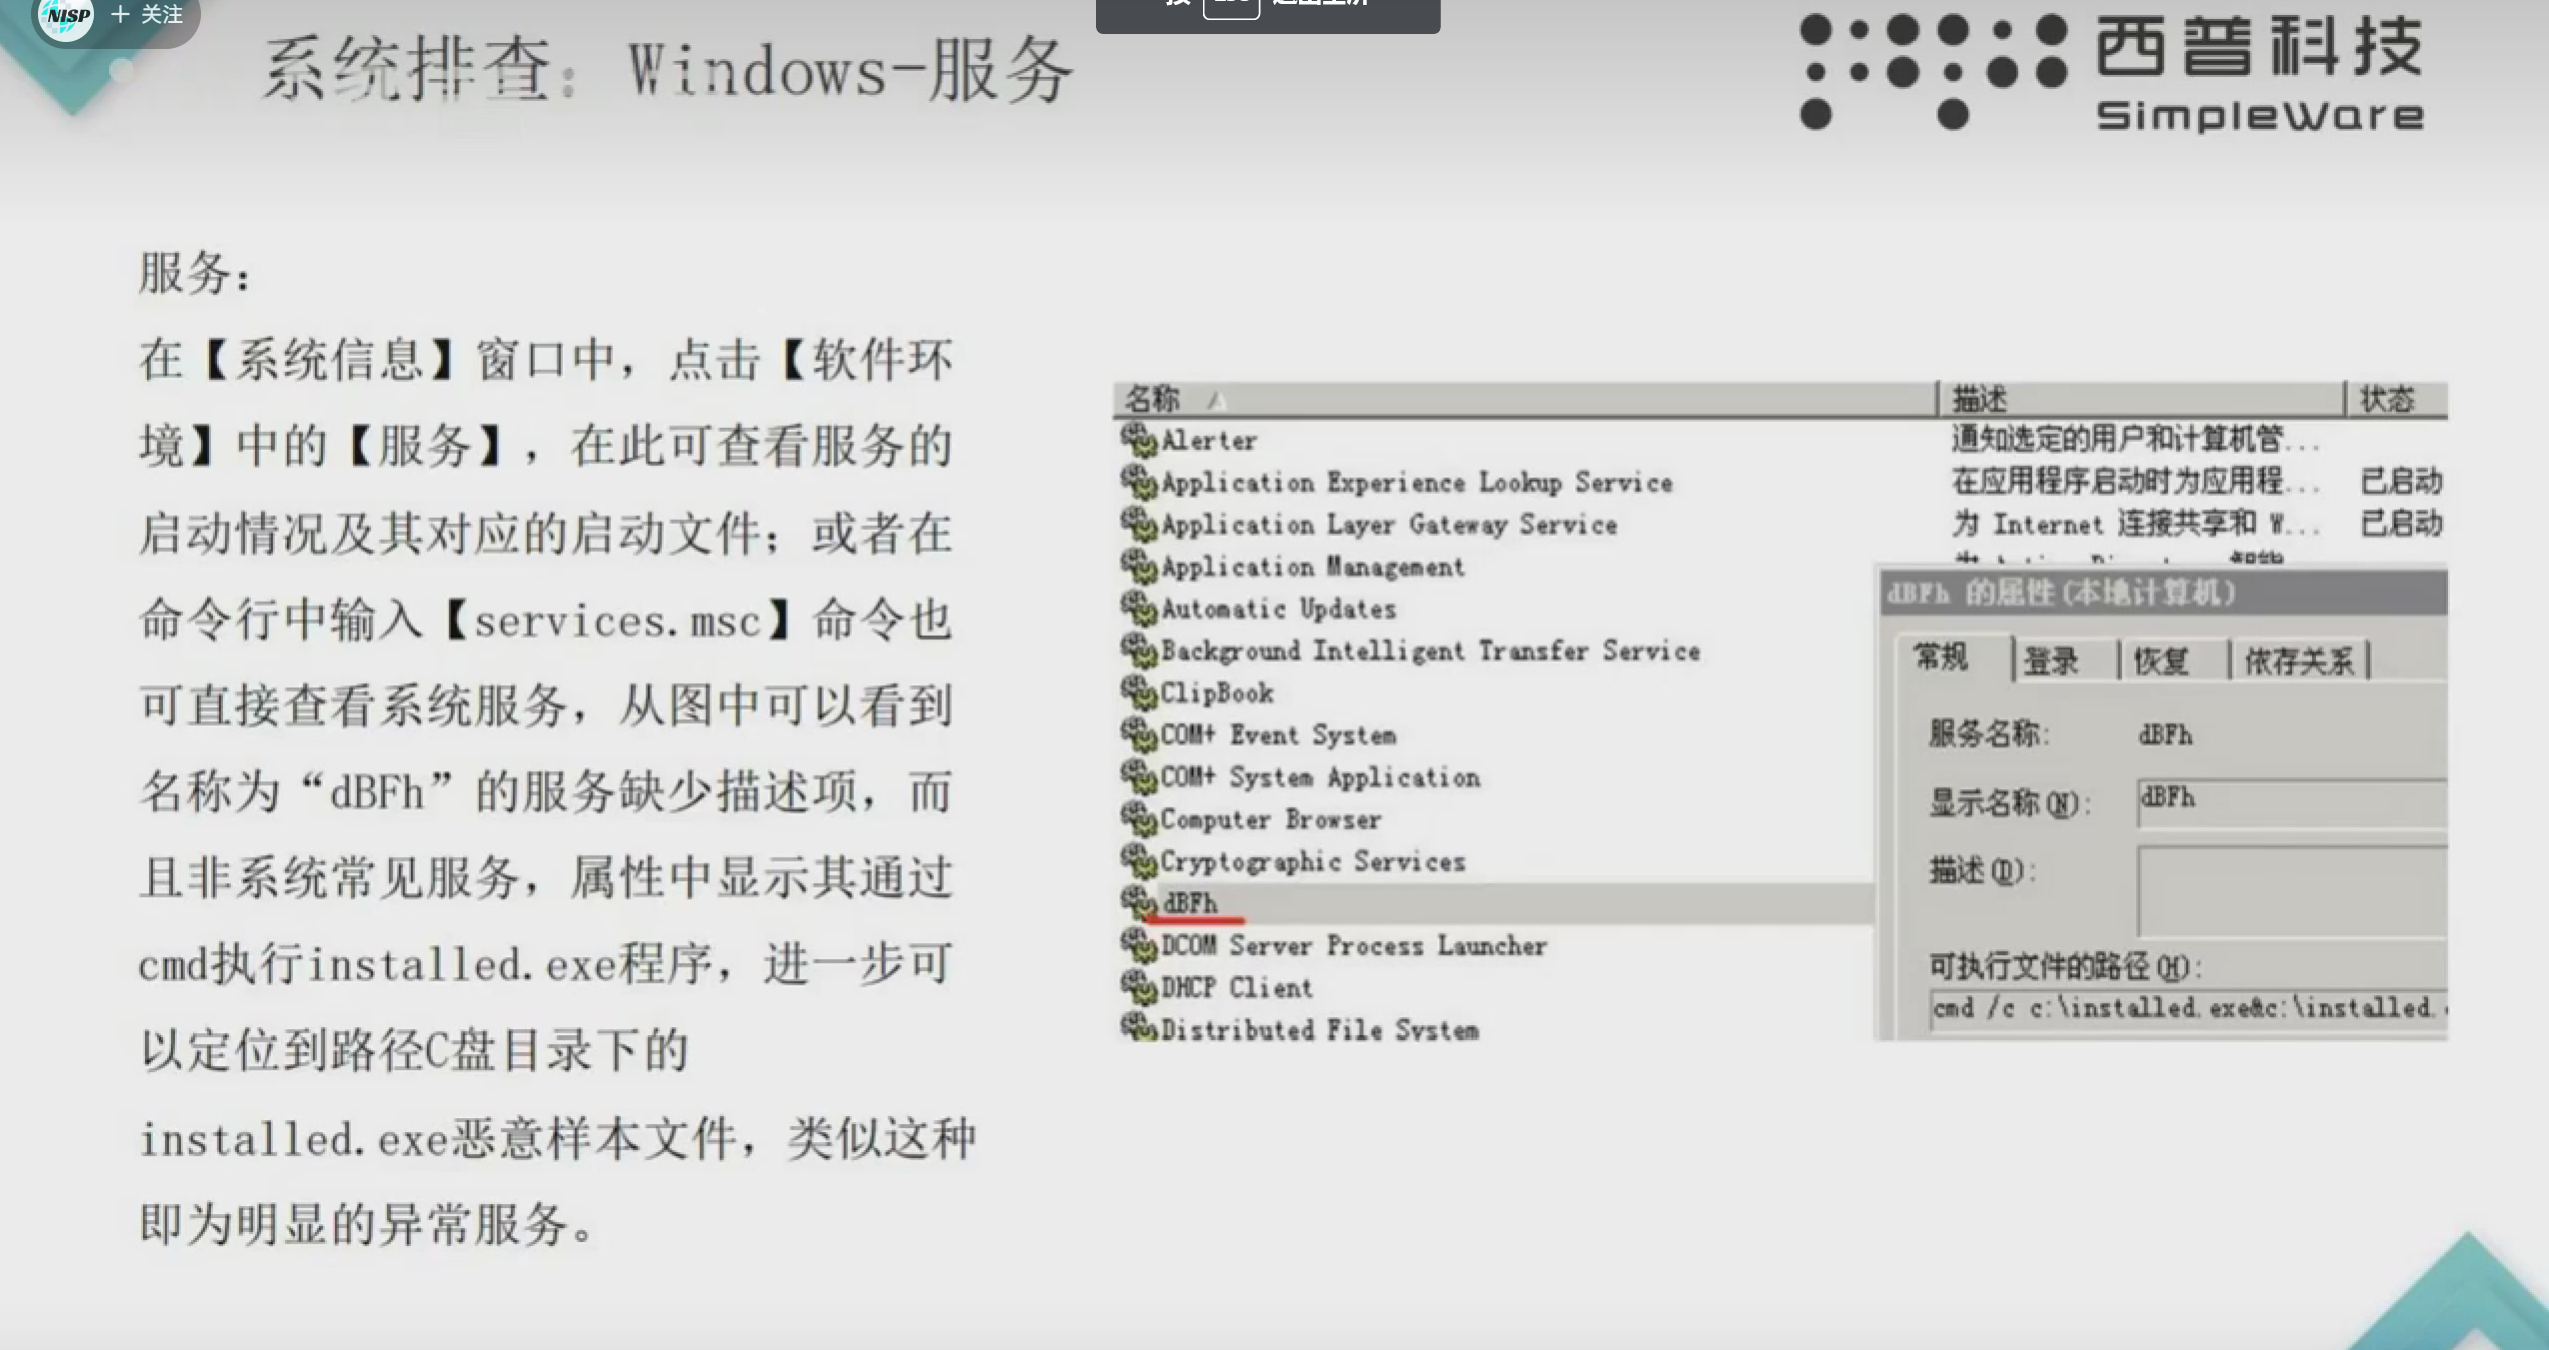 NISP + 关注
系统排查：Windows-服务
西普科技
SimpleWare
服务：
在【系统信息】窗口中，点击【软件环
境】中的【服务】，在此可查看服务的
启动情况及其对应的启动文件；或者在
命令行中输入【services.msc】命令也
可直接查看系统服务，从图中可以看到
名称为“dBFh”的服务缺少描述项，而
且非系统常见服务，属性中显示其通过
cmd执行installed.exe程序，进一步可
以定位到路径C盘目录下的
installed.exe恶意样本文件，类似这种
即为明显的异常服务。
名称 描述 状态
Alerter 通知选定的用户和计算机管...
Application Experience Lookup Service 在应用程序启动时为应用程... 已启动
Application Layer Gateway Service 为 Internet 连接共享和 W... 已启动
Application Management
Automatic Updates
Background Intelligent Transfer Service
ClipBook
COM+ Event System
COM+ System Application
Computer Browser
Cryptographic Services
dBFh
DCOM Server Process Launcher
DHCP Client
Distributed File System
dBFh 的属性(本地计算机)
常规 登录 恢复 依存关系
服务名称: dBFh
显示名称(N): dBFh
描述(D):
可执行文件的路径(H):
cmd /c c:\installed.exe&c:\installed.